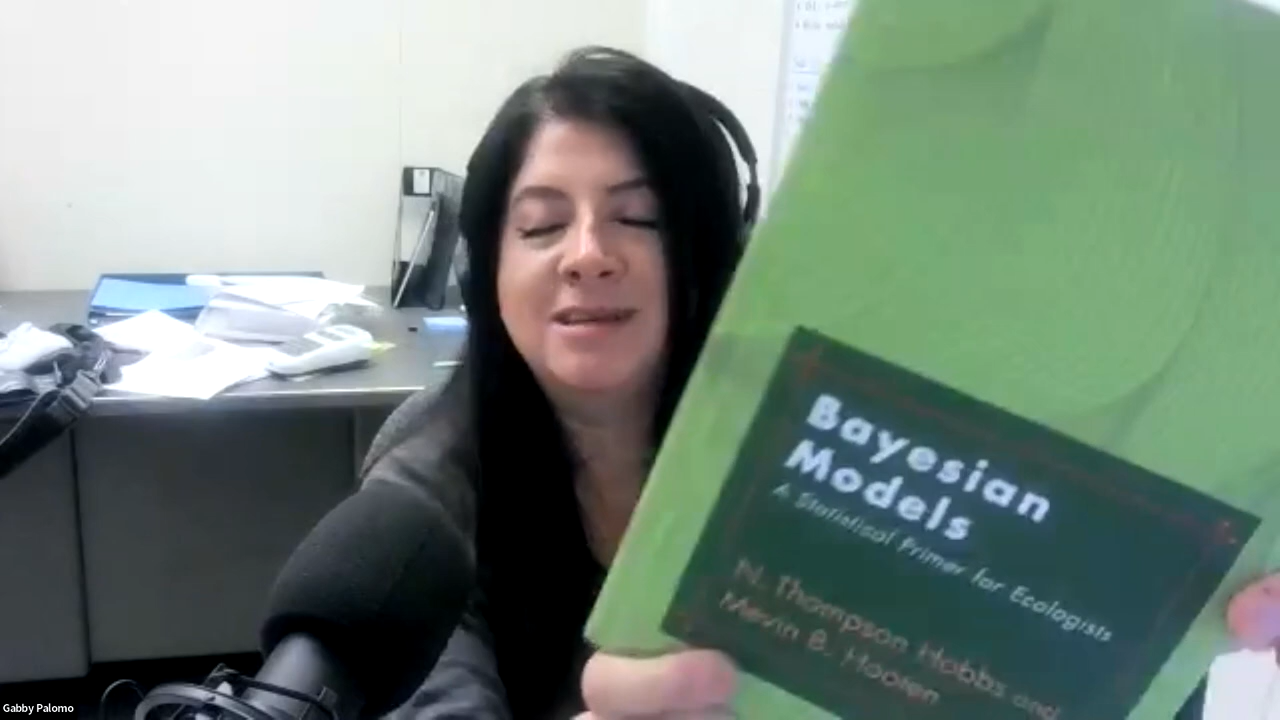 Bayesian
Models
A Statistical Primer for Ecologists
N. Thompson Hobbs and
Mevin B. Hooten
Gabby Palomo